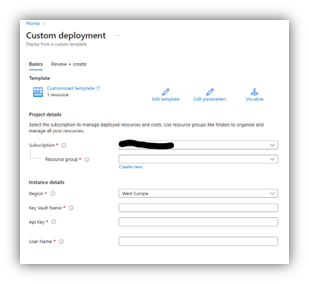 Home >
Custom deployment ...
Deploy from a custom template
Basics Review + create
Template
Customized template
1 resource
Edit template Edit parameters Visualize
Project details
Select the subscription to manage deployed resources and costs. Use resource groups like folders to organize and
manage all your resources.
Subscription *
Resource group *
Create new
Instance details
Region * West Europe
Key Vault Name *
Api Key *
User Name *